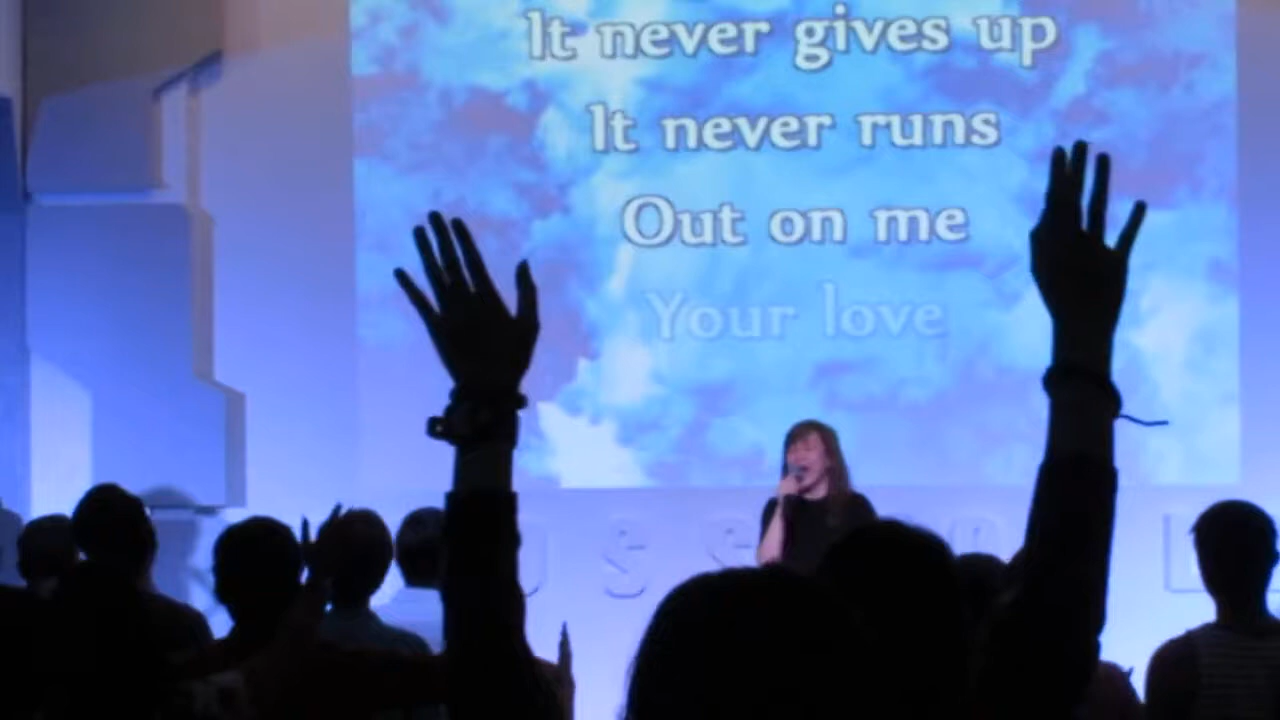 It never gives up
It never runs
Out on me
Your love